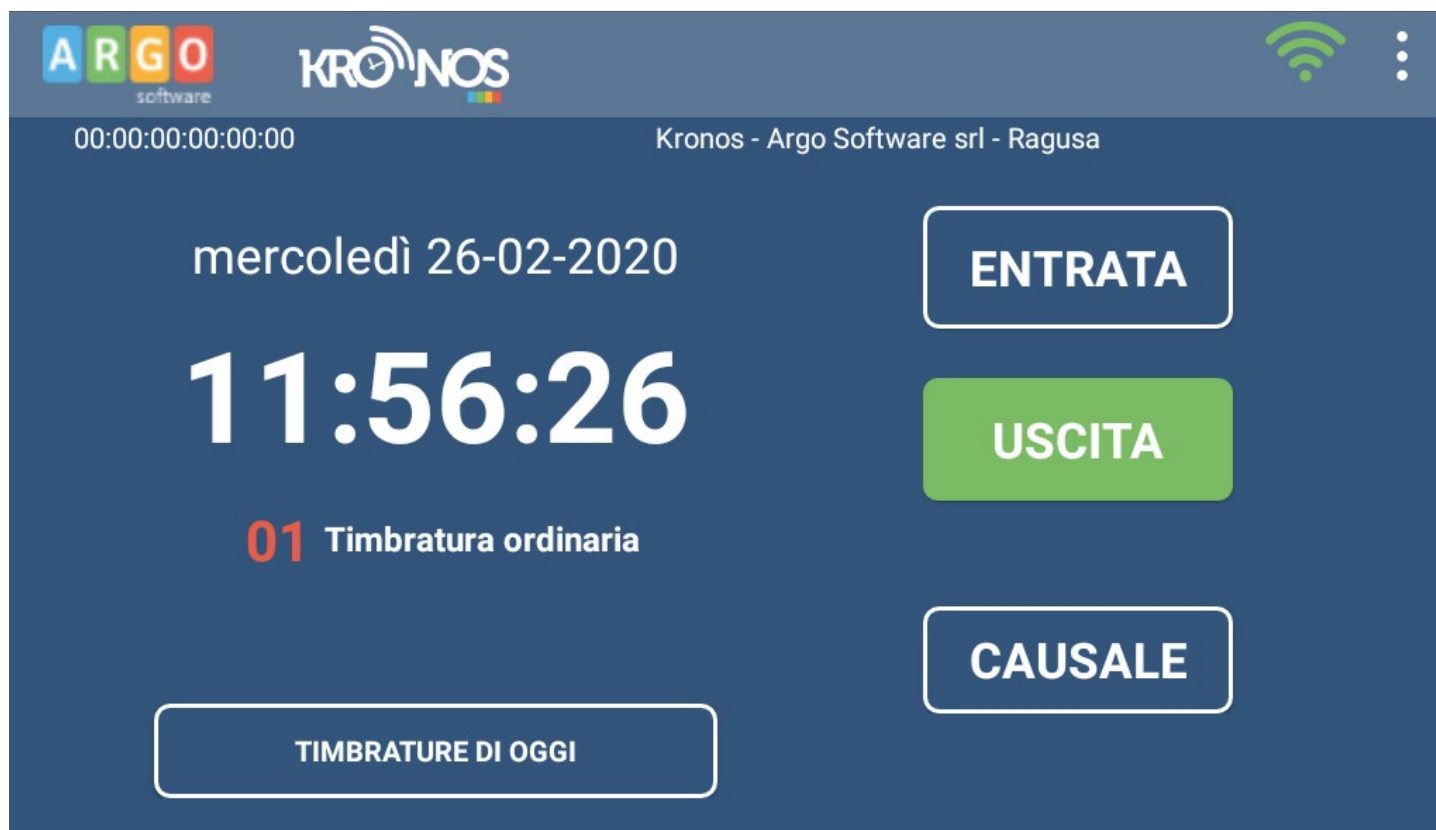 ARGO
software
KRONOS
00:00:00:00:00:00
Kronos - Argo Software srl - Ragusa
mercoledì 26-02-2020
11:56:26
01 Timbratura ordinaria
TIMBRATURE DI OGGI
ENTRATA
USCITA
CAUSALE